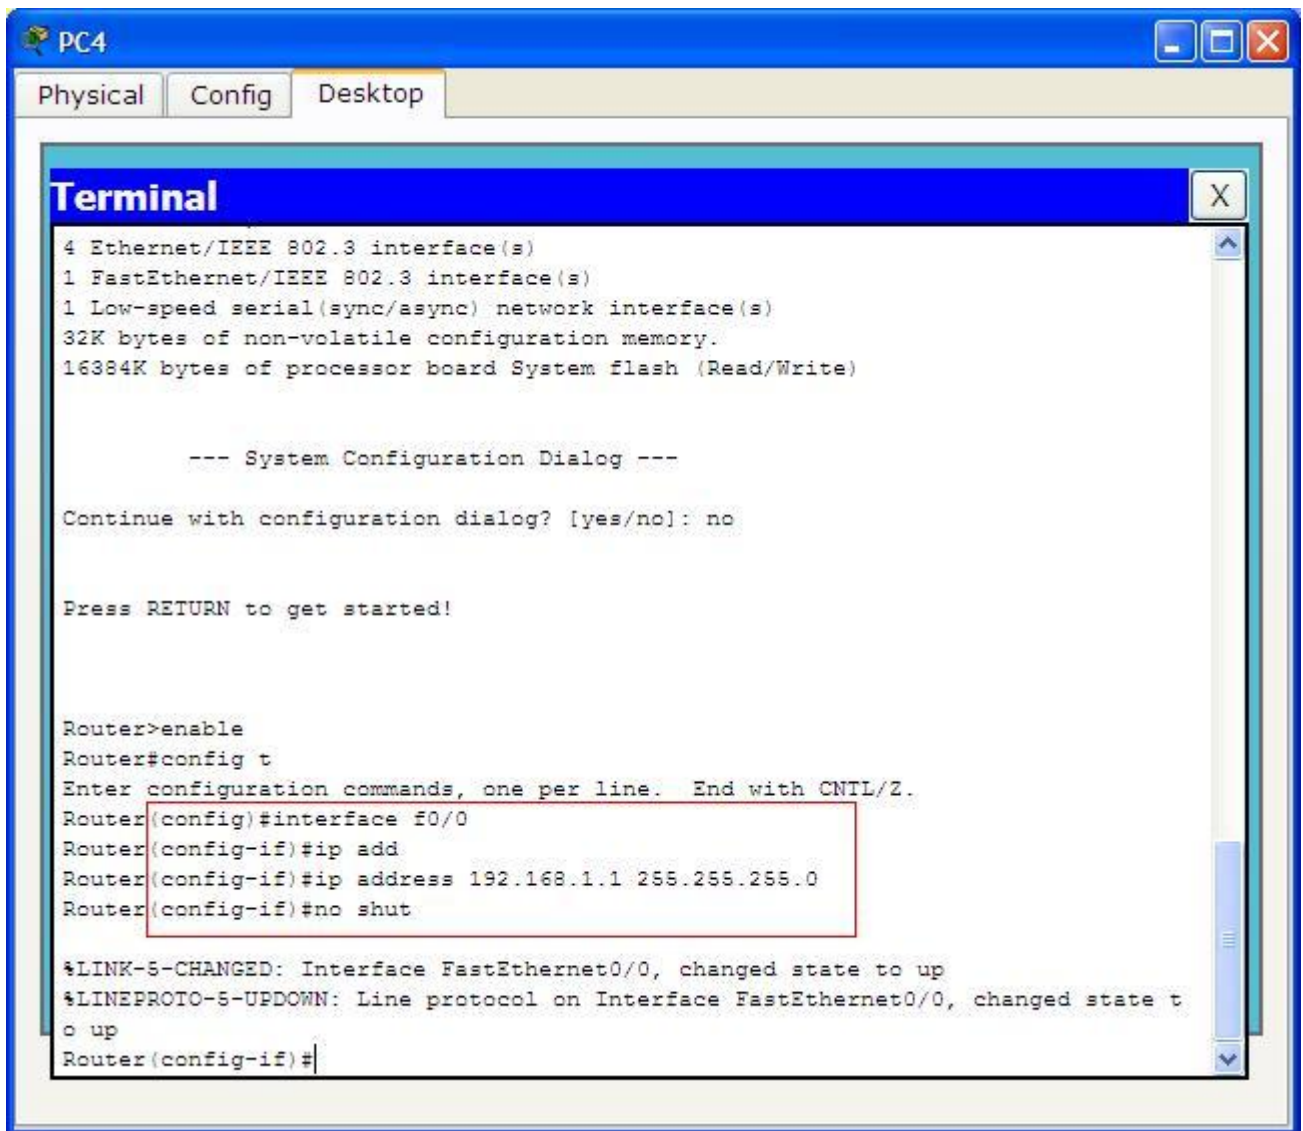 PC4
Physical Config Desktop
Terminal
X
4 Ethernet/IEEE 802.3 interface(s)
1 FastEthernet/IEEE 802.3 interface(s)
1 Low-speed serial(sync/async) network interface(s)
32K bytes of non-volatile configuration memory.
16384K bytes of processor board System flash (Read/Write)
--- System Configuration Dialog ---
Continue with configuration dialog? [yes/no]: no
Press RETURN to get started!
Router>enable
Router#config t
Enter configuration commands, one per line.  End with CNTL/Z.
Router(config)#interface f0/0
Router(config-if)#ip add
Router(config-if)#ip address 192.168.1.1 255.255.255.0
Router(config-if)#no shut
%LINK-5-CHANGED: Interface FastEthernet0/0, changed state to up
%LINEPROTO-5-UPDOWN: Line protocol on Interface FastEthernet0/0, changed state t
o up
Router(config-if)#